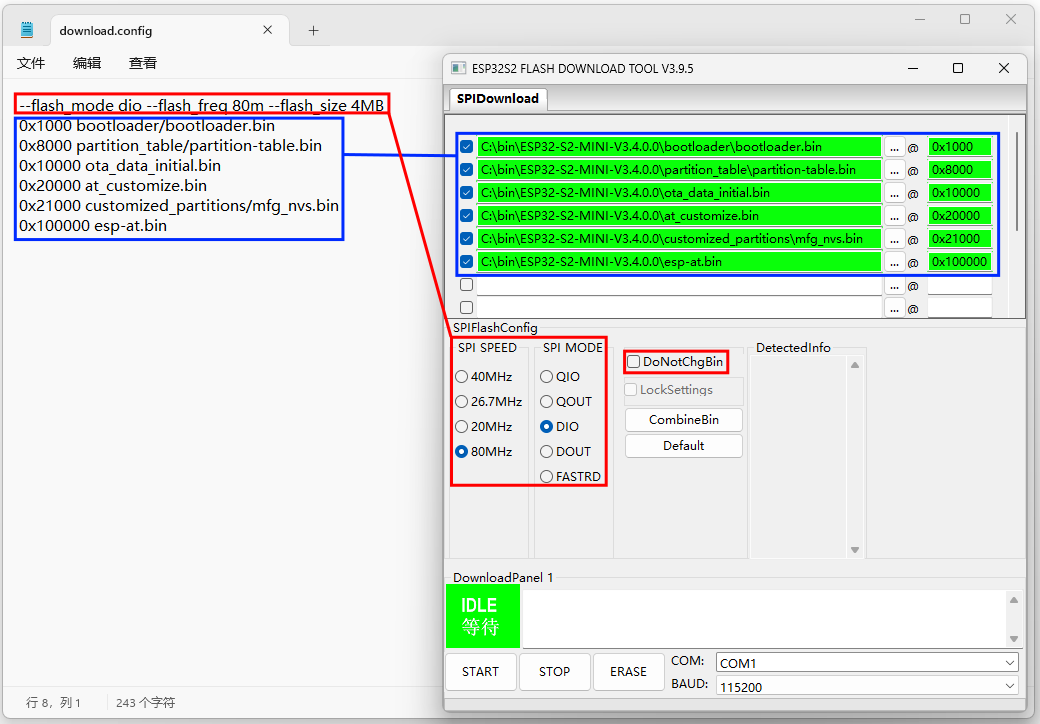 download.config
文件 编辑 查看
--flash_mode dio --flash_freq 80m --flash_size 4MB
0x1000 bootloader/bootloader.bin
0x8000 partition_table/partition-table.bin
0x10000 ota_data_initial.bin
0x20000 at_customize.bin
0x21000 customized_partitions/mfg_nvs.bin
0x100000 esp-at.bin
行 8，列 1 243 个字符
ESP32S2 FLASH DOWNLOAD TOOL V3.9.5
SPIDownload
C:\bin\ESP32-S2-MINI-V3.4.0.0\bootloader\bootloader.bin ... @ 0x1000
C:\bin\ESP32-S2-MINI-V3.4.0.0\partition_table\partition-table.bin ... @ 0x8000
C:\bin\ESP32-S2-MINI-V3.4.0.0\ota_data_initial.bin ... @ 0x10000
C:\bin\ESP32-S2-MINI-V3.4.0.0\at_customize.bin ... @ 0x20000
C:\bin\ESP32-S2-MINI-V3.4.0.0\customized_partitions\mfg_nvs.bin ... @ 0x21000
C:\bin\ESP32-S2-MINI-V3.4.0.0\esp-at.bin ... @ 0x100000
... @
... @
SPIFlashConfig
SPI SPEED
40MHz
26.7MHz
20MHz
80MHz
SPI MODE
QIO
QOUT
DIO
DOUT
FASTRD
DoNotChgBin
LockSettings
CombineBin
Default
DetectedInfo
DownloadPanel 1
IDLE
等待
START STOP ERASE
COM: COM1
BAUD: 115200